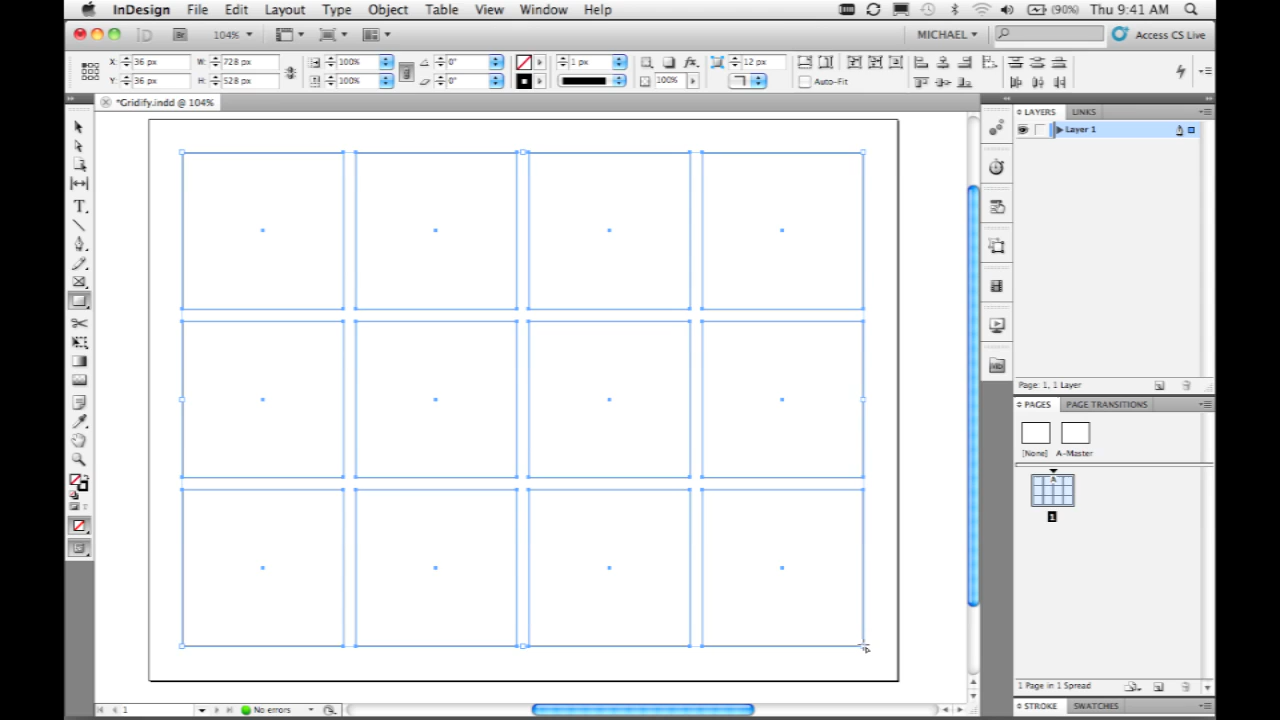 InDesign File Edit Layout Type Object Table View Window Help (90%) Thu 9:41 AM
ID Br 104% MICHAEL Access CS Live
X: 36 px W: 728 px 100% 0° 1 px fx. 12 px
Y: 36 px H: 528 px 100% 0° 100% Auto-Fit
*Gridify.indd @ 104%
LAYERS LINKS
Layer 1
T
Page: 1, 1 Layer
PAGES PAGE TRANSITIONS
[None] A-Master
A
1
1 Page in 1 Spread
STROKE SWATCHES
1 No errors